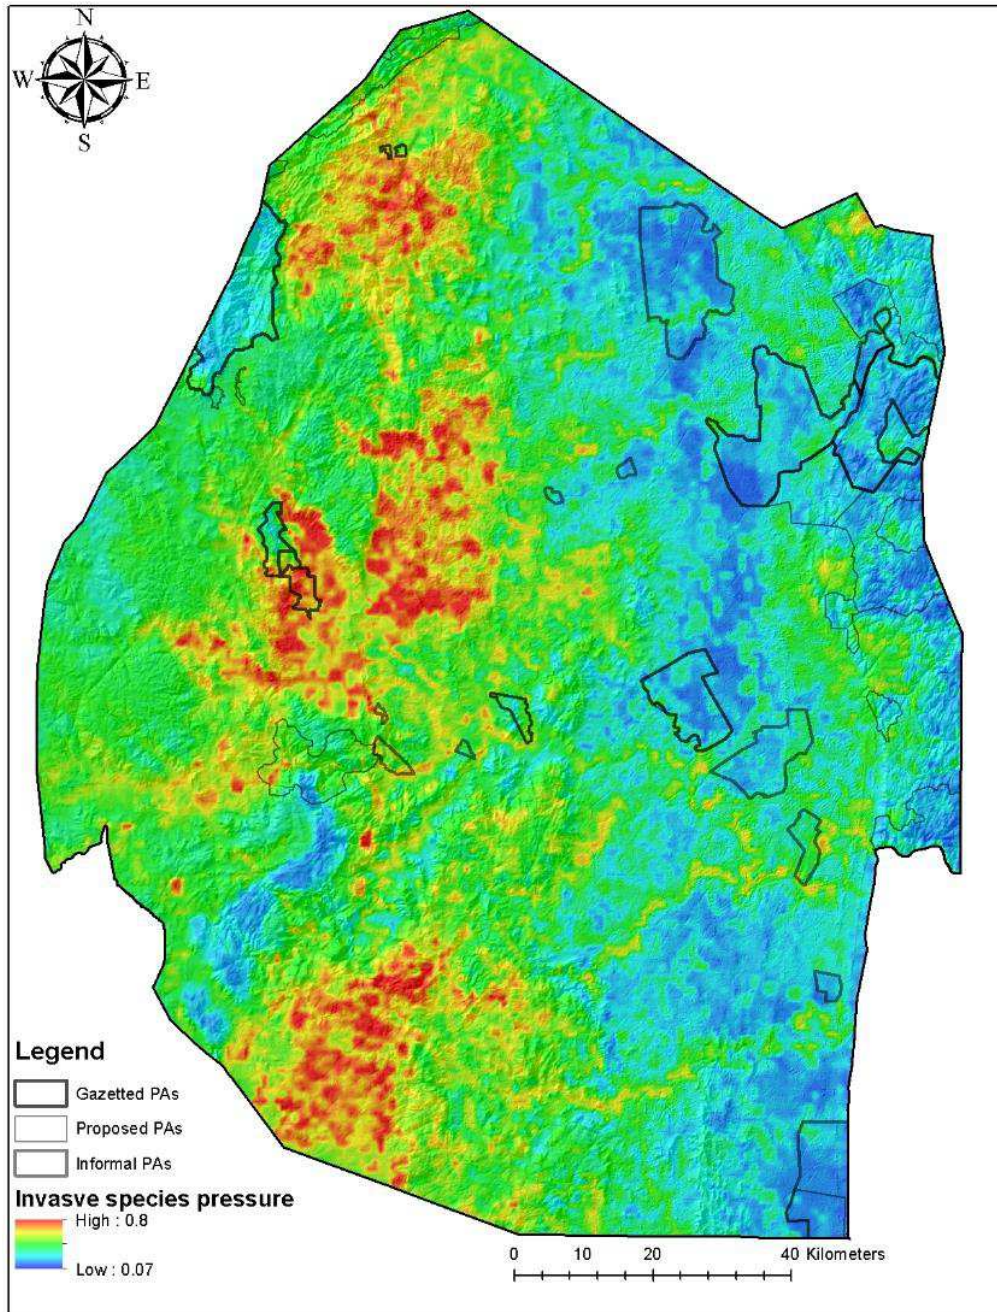 N
W E
S
Legend
Gazetted PAs
Proposed PAs
Informal PAs
Invasve species pressure
High : 0.8
Low : 0.07
0 10 20 40 Kilometers